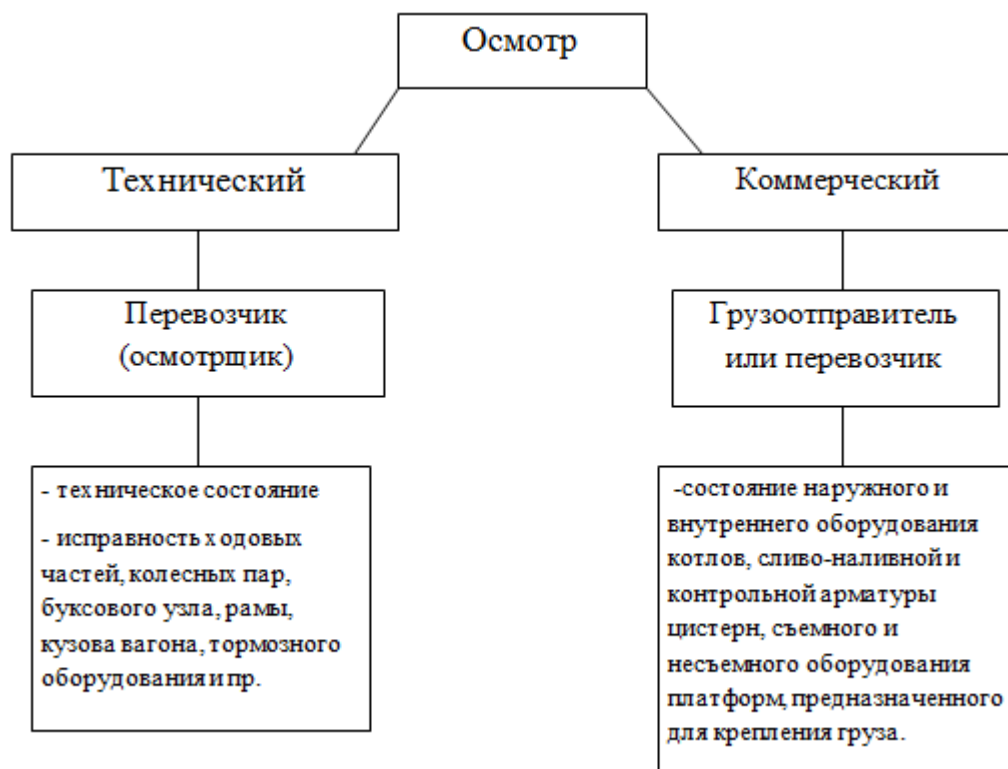 Осмотр
Технический
Коммерческий
Перевозчик
(осмотрщик)
Грузоотправитель
или перевозчик
- техническое состояние
- исправность ходовых
частей, колесных пар,
буксового узла, рамы,
кузова вагона, тормозного
оборудования и пр.
-состояние наружного и
внутреннего оборудования
котлов, сливо-наливной и
контрольной арматуры
цистерн, съемного и
несъемного оборудования
платформ, предназначенного
для крепления груза.